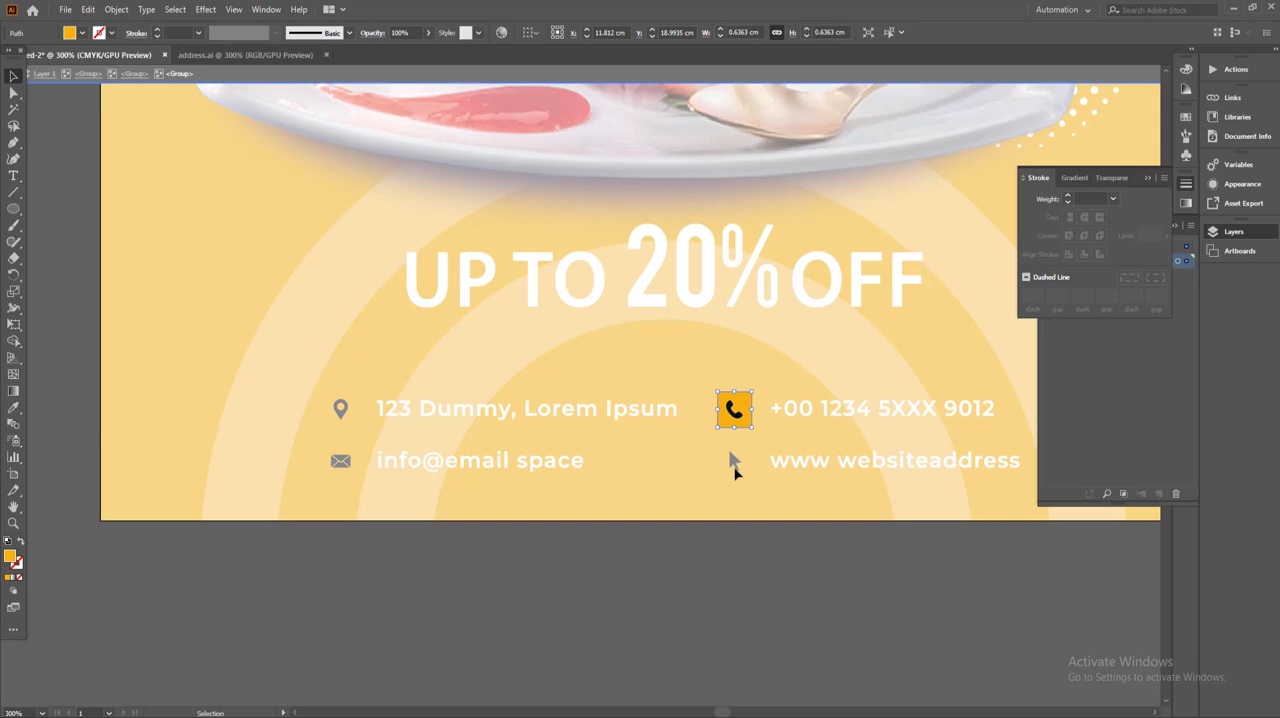 Ai File Edit Object Type Select Effect View Window Help Automation Search Adobe Stock
Path Stroke: Basic Opacity: 100% Style: X: 11.812 cm Y: 18.9935 cm W: 0.6363 cm H: 0.6363 cm
ed-2* @ 300% (CMYK/GPU Preview) × address.ai @ 300% (RGB/GPU Preview) ×
Layer 1 <Group> <Group> <Group>
Actions
Links
Libraries
Document Info
Variables
Appearance
Asset Export
Layers
Artboards
Stroke Gradient Transparer
Weight:
Cap:
Corner: Limit:
Align Stroke:
Dashed Line
dash gap dash gap dash gap
UP TO 20% OFF
123 Dummy, Lorem Ipsum +00 1234 5XXX 9012
info@email space www websiteaddress
Activate Windows
Go to Settings to activate Windows.
300% 1 Selection